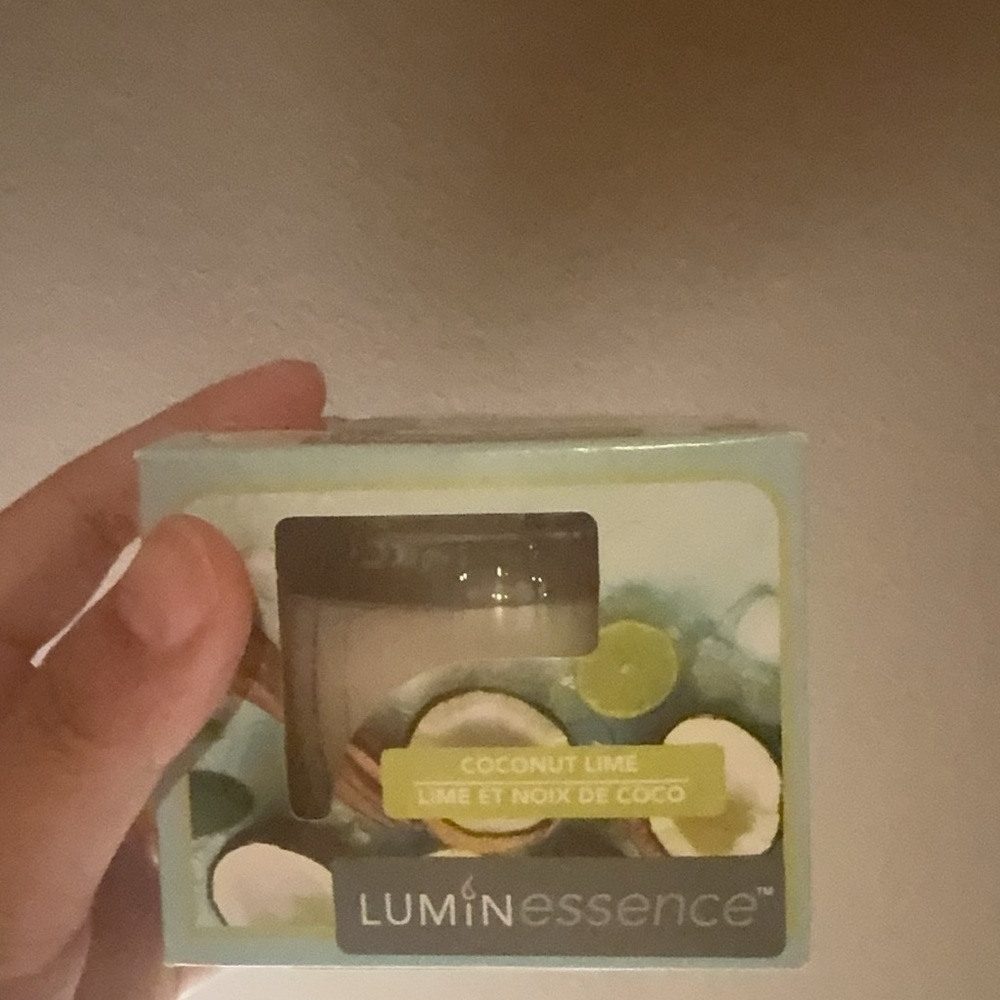 COCONUT LIME
LIME ET NOIX DE COCO
LUMiNessence™